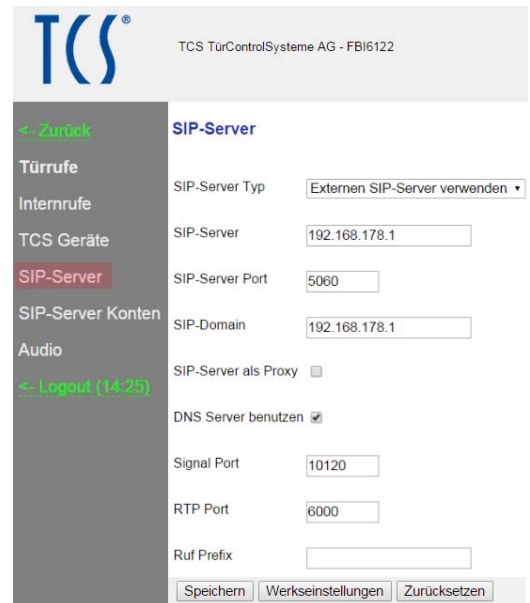 TCS®
TCS TürControlSysteme AG - FBI6122
<- Zurück
Türrufe
Internrufe
TCS Geräte
SIP-Server
SIP-Server Konten
Audio
<- Logout (14:25)
SIP-Server
SIP-Server Typ Externen SIP-Server verwenden
SIP-Server 192.168.178.1
SIP-Server Port 5060
SIP-Domain 192.168.178.1
SIP-Server als Proxy
DNS Server benutzen
Signal Port 10120
RTP Port 6000
Ruf Prefix
Speichern Werkseinstellungen Zurücksetzen